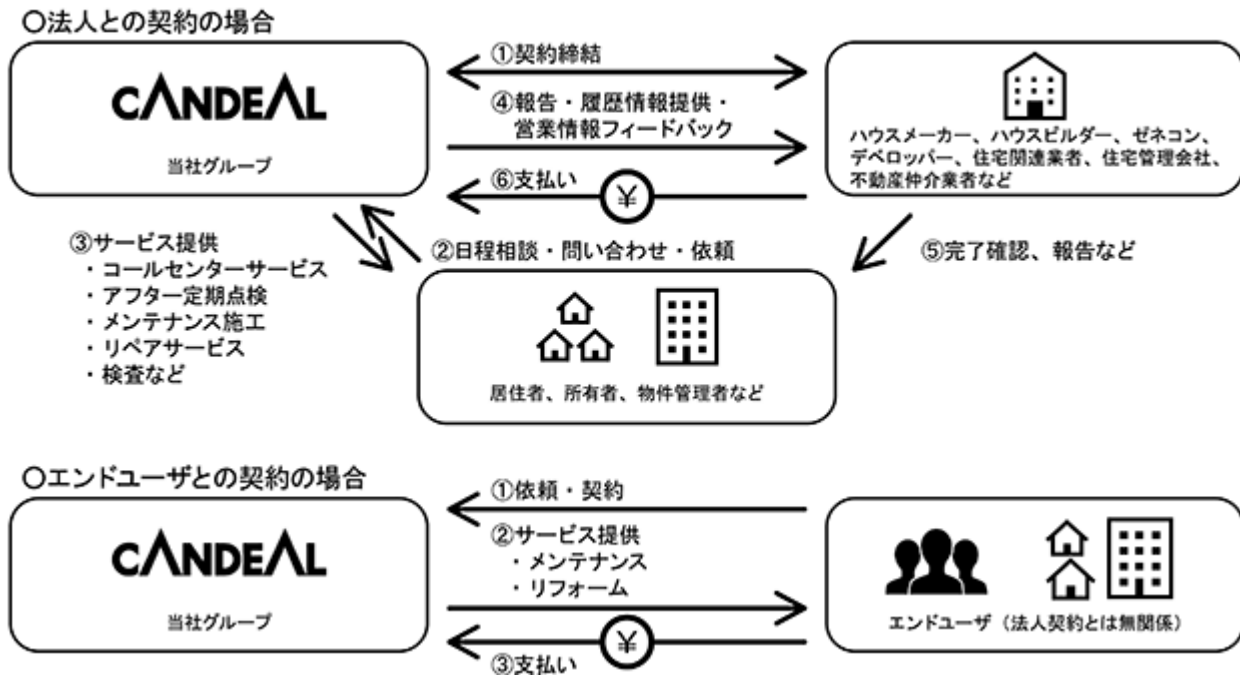 〇法人との契約の場合
CANDEAL
当社グループ
①契約締結
④報告・履歴情報提供・
営業情報フィードバック
⑥支払い
¥
ハウスメーカー、ハウスビルダー、ゼネコン、
デベロッパー、住宅関連業者、住宅管理会社、
不動産仲介業者など
③サービス提供
・コールセンターサービス
・アフター定期点検
・メンテナンス施工
・リペアサービス
・検査など
②日程相談・問い合わせ・依頼
⑤完了確認、報告など
居住者、所有者、物件管理者など
〇エンドユーザとの契約の場合
CANDEAL
当社グループ
①依頼・契約
②サービス提供
・メンテナンス
・リフォーム
¥
③支払い
エンドユーザ（法人契約とは無関係）